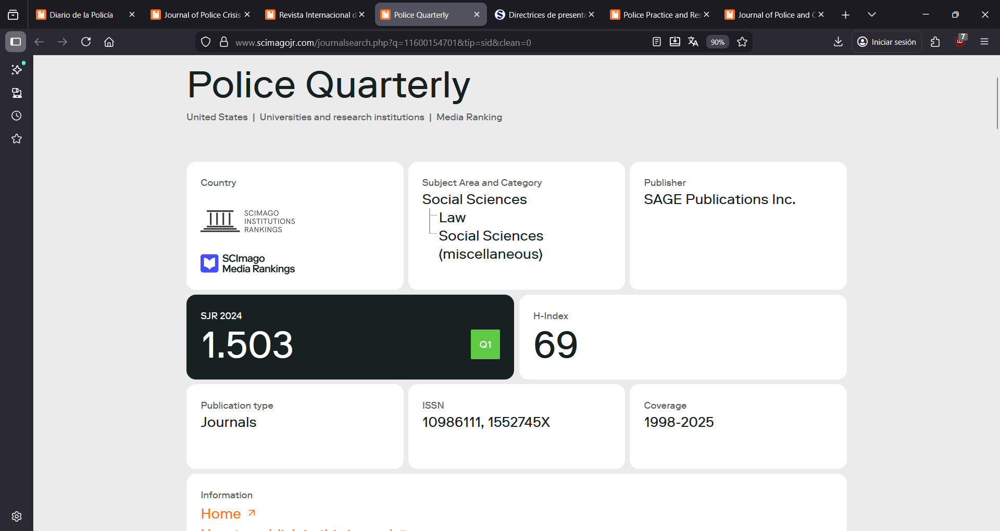 Diario de la Policía
Journal of Police Crisis
Revista Internacional d
Police Quarterly
Directrices de presenta
Police Practice and Res
Journal of Police and C
www.scimagojr.com/journalsearch.php?q=11600154701&tip=sid&clean=0
90%
Iniciar sesión
7
Police Quarterly
United States | Universities and research institutions | Media Ranking
Country
SCIMAGO
INSTITUTIONS
RANKINGS
SCImago
Media Rankings
Subject Area and Category
Social Sciences
Law
Social Sciences
(miscellaneous)
Publisher
SAGE Publications Inc.
SJR 2024
1.503
Q1
H-Index
69
Publication type
Journals
ISSN
10986111, 1552745X
Coverage
1998-2025
Information
Home